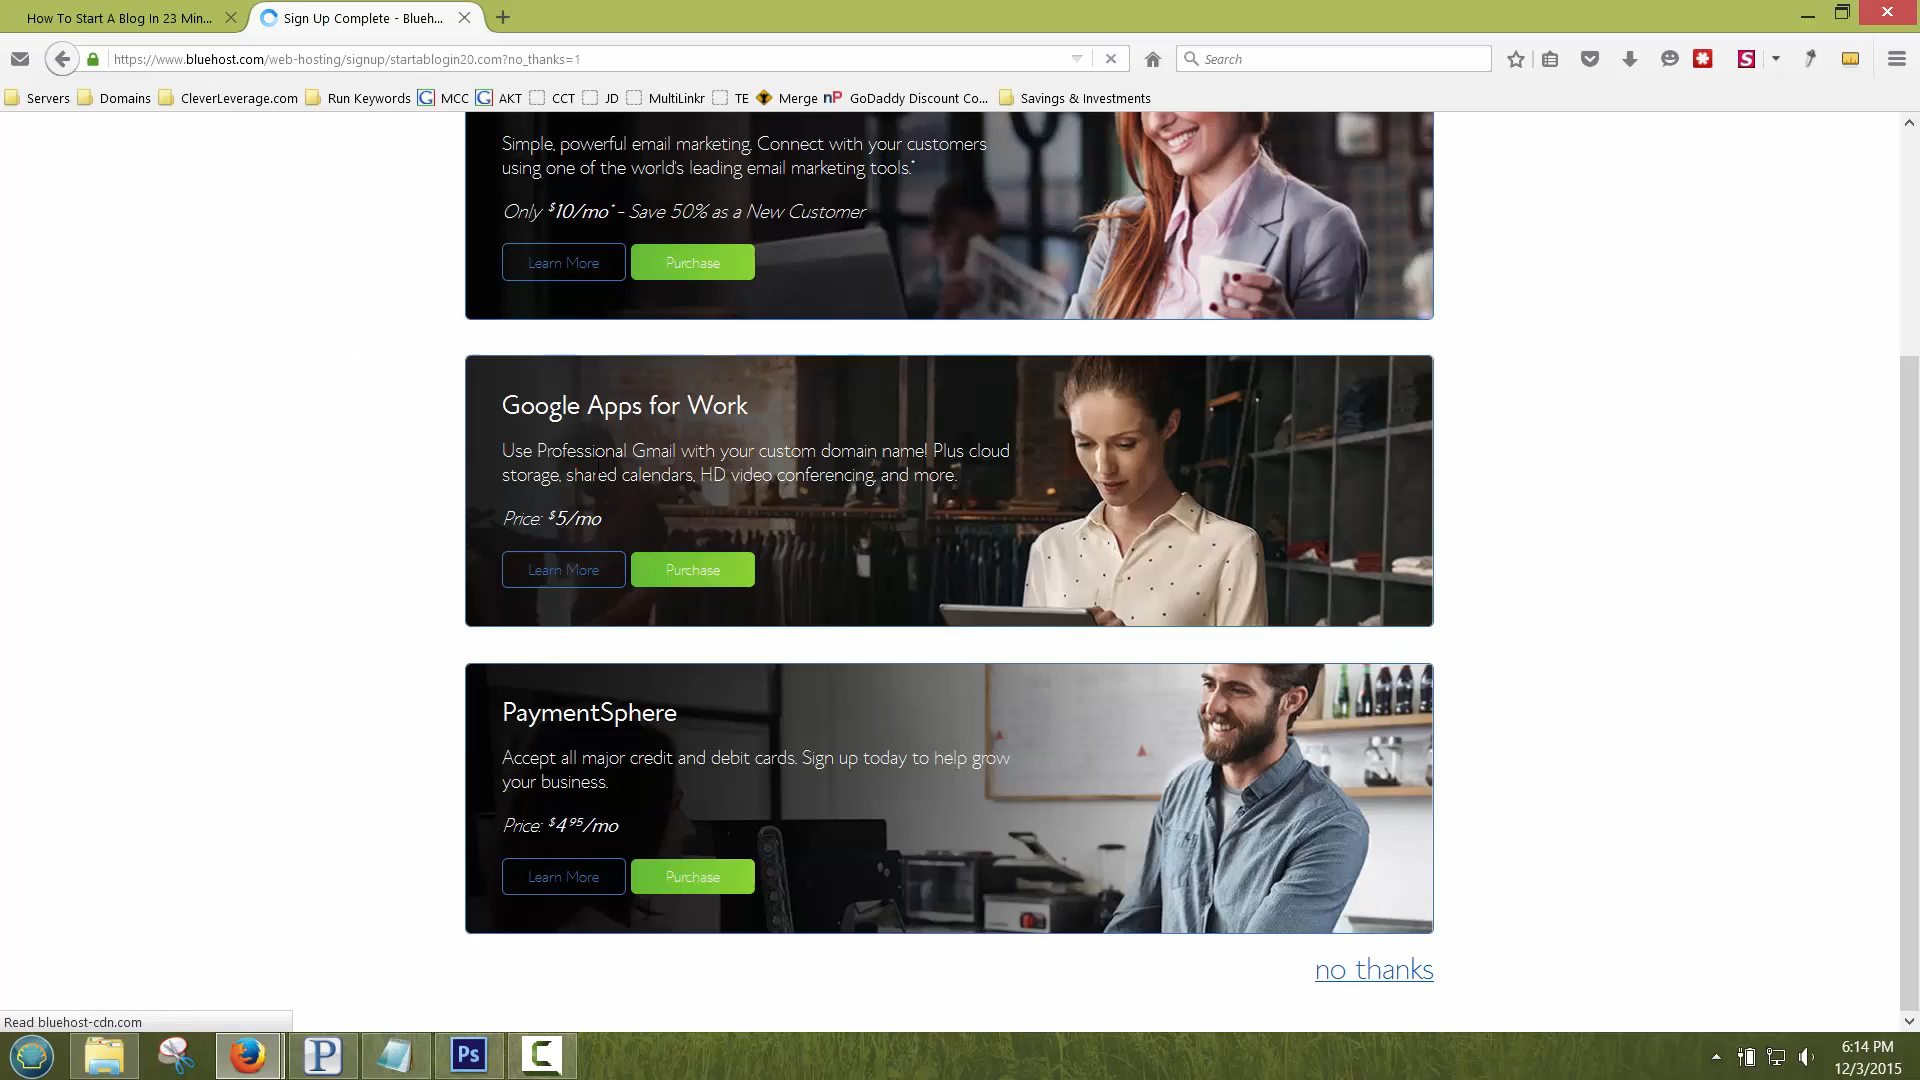 How To Start A Blog In 23 Min...
Sign Up Complete - Blueh...
https://www.bluehost.com/web-hosting/signup/startablogin20.com?no_thanks=1
Search
Servers Domains CleverLeverage.com Run Keywords MCC AKT CCT JD MultiLinkr TE Merge GoDaddy Discount Co... Savings & Investments
Simple, powerful email marketing. Connect with your customers
using one of the world's leading email marketing tools.*
Only $10/mo* - Save 50% as a New Customer
Learn More Purchase
Google Apps for Work
Use Professional Gmail with your custom domain name! Plus cloud
storage, shared calendars, HD video conferencing, and more.
Price: $5/mo
Learn More Purchase
PaymentSphere
Accept all major credit and debit cards. Sign up today to help grow
your business.
Price: $4.95/mo
Learn More Purchase
no thanks
Read bluehost-cdn.com
6:14 PM
12/3/2015